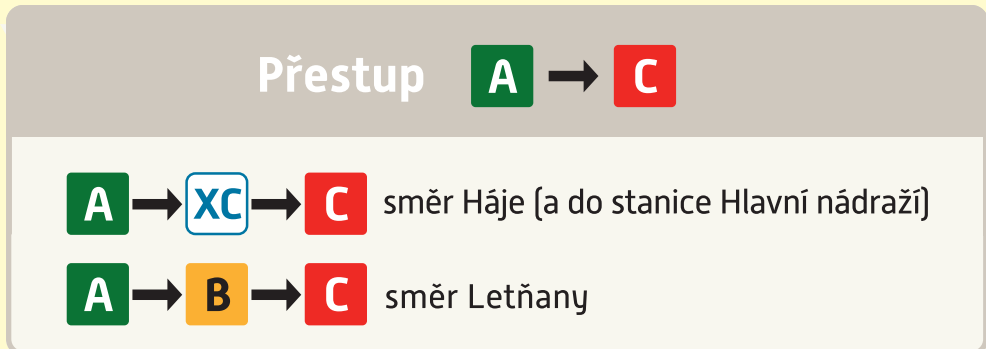 Přestup A → C
A → XC → C směr Háje (a do stanice Hlavní nádraží)
A → B → C směr Letňany